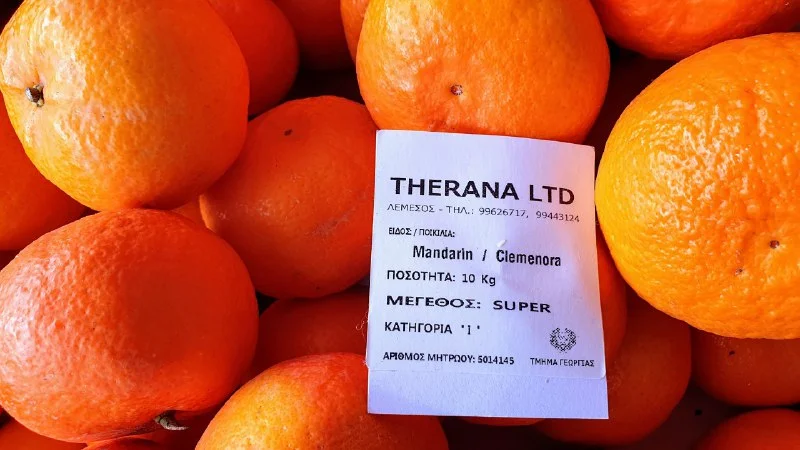 THERANA LTD
ΛΕΜΕΣΟΣ - ΤΗΛ.: 99626717, 99443124
ΕΙΔΟΣ / ΠΟΙΚΙΛΙΑ:
Mandarin / Clemenora
ΠΟΣΟΤΗΤΑ: 10 Kg
ΜΕΓΕΘΟΣ: SUPER
ΚΑΤΗΓΟΡΙΑ "I"
ΑΡΙΘΜΟΣ ΜΗΤΡΩΟΥ: 5014145
ΤΜΗΜΑ ΓΕΩΡΓΙΑΣ